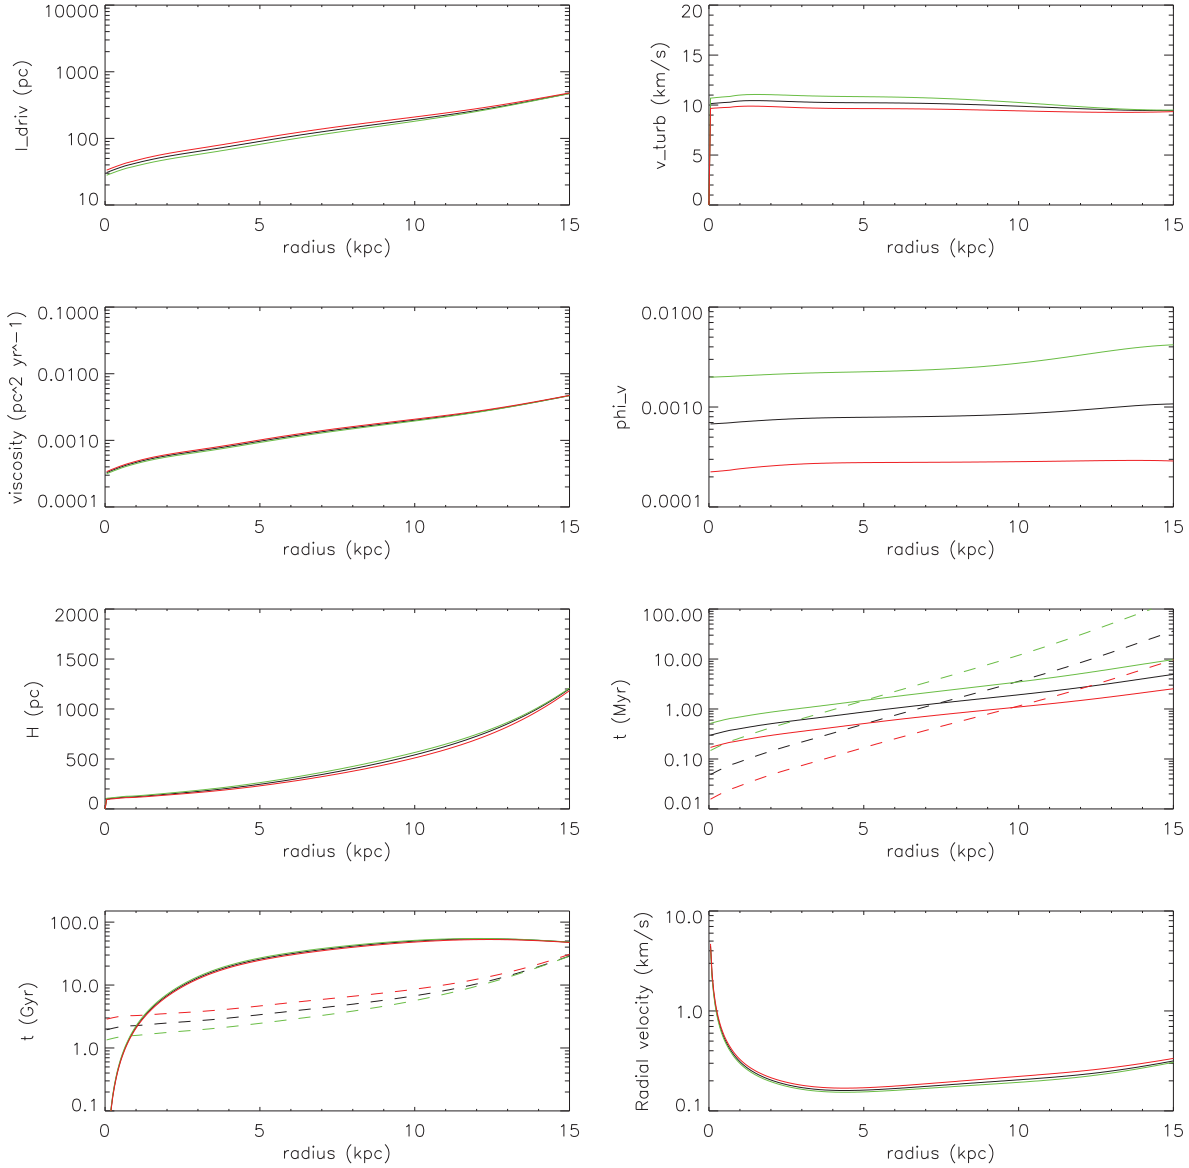 10000
1000
100
10
l_driv (pc)
0 5 10 15
radius (kpc)
20
15
10
5
0
v_turb (km/s)
0 5 10 15
radius (kpc)
0.1000
0.0100
0.0010
0.0001
viscosity (pc^2 yr^-1)
0 5 10 15
radius (kpc)
0.0100
0.0010
0.0001
phi_v
0 5 10 15
radius (kpc)
2000
1500
1000
500
0
H (pc)
0 5 10 15
radius (kpc)
100.00
10.00
1.00
0.10
0.01
t (Myr)
0 5 10 15
radius (kpc)
100.0
10.0
1.0
0.1
t (Gyr)
0 5 10 15
radius (kpc)
10.0
1.0
0.1
Radial velocity (km/s)
0 5 10 15
radius (kpc)